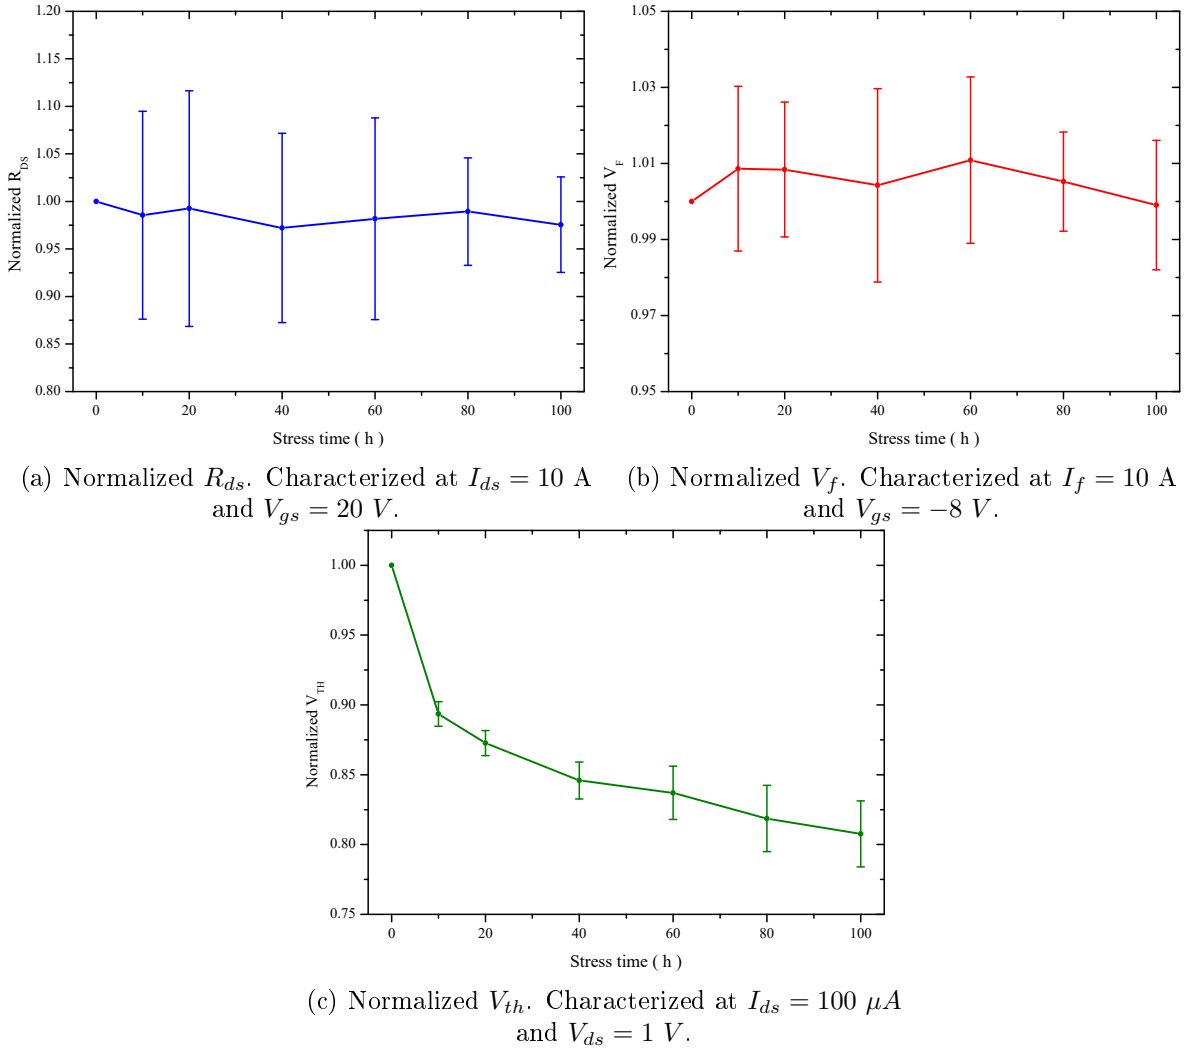 1.20
1.15
1.10
1.05
1.00
0.95
0.90
0.85
0.80
Normalized R_DS
0 20 40 60 80 100
Stress time ( h )
1.05
1.03
1.01
0.99
0.97
0.95
Normalized V_F
0 20 40 60 80 100
Stress time ( h )
(a) Normalized R_ds. Characterized at I_ds = 10 A
and V_gs = 20 V.
(b) Normalized V_f. Characterized at I_f = 10 A
and V_gs = −8 V.
1.00
0.95
0.90
0.85
0.80
0.75
Normalized V_TH
0 20 40 60 80 100
Stress time ( h )
(c) Normalized V_th. Characterized at I_ds = 100 μA
and V_ds = 1 V.